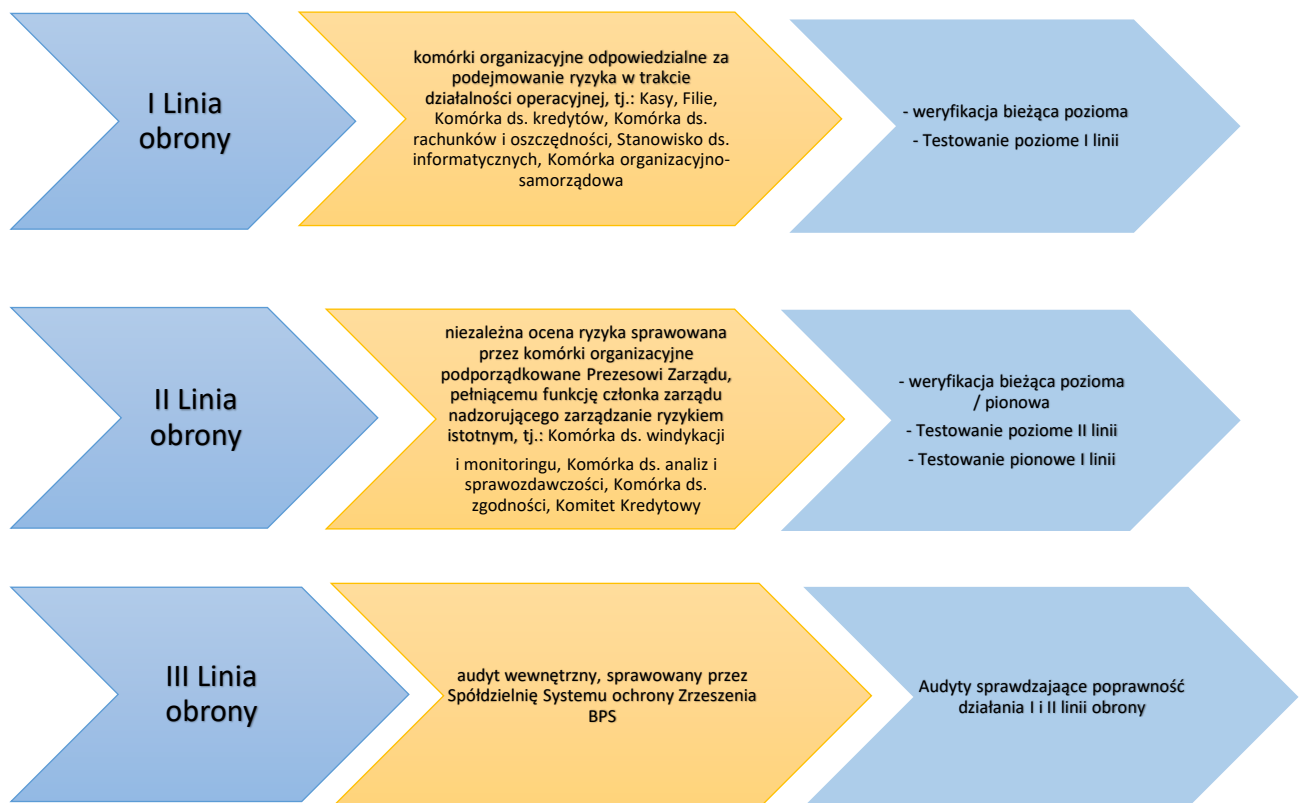 I Linia
obrony
komórki organizacyjne odpowiedzialne za
podejmowanie ryzyka w trakcie
działalności operacyjnej, tj.: Kasy, Filie,
Komórka ds. kredytów, Komórka ds.
rachunków i oszczędności, Stanowisko ds.
informatycznych, Komórka organizacyjno-
samorządowa
- weryfikacja bieżąca pozioma
- Testowanie poziome I linii
II Linia
obrony
niezależna ocena ryzyka sprawowana
przez komórki organizacyjne
podporządkowane Prezesowi Zarządu,
pełniącemu funkcję członka zarządu
nadzorującego zarządzanie ryzykiem
istotnym, tj.: Komórka ds. windykacji
i monitoringu, Komórka ds. analiz i
sprawozdawczości, Komórka ds.
zgodności, Komitet Kredytowy
- weryfikacja bieżąca pozioma
/ pionowa
- Testowanie poziome II linii
- Testowanie pionowe I linii
III Linia
obrony
audyt wewnętrzny, sprawowany przez
Spółdzielnię Systemu ochrony Zrzeszenia
BPS
Audyty sprawdzajaące poprawność
działania I i II linii obrony